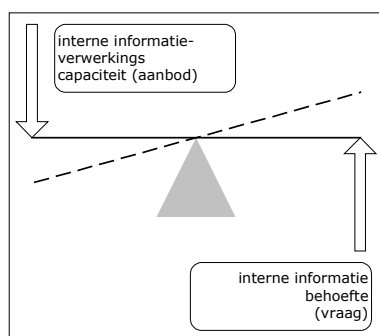 interne informatie-
verwerkings
capaciteit (aanbod)
interne informatie
behoefte
(vraag)